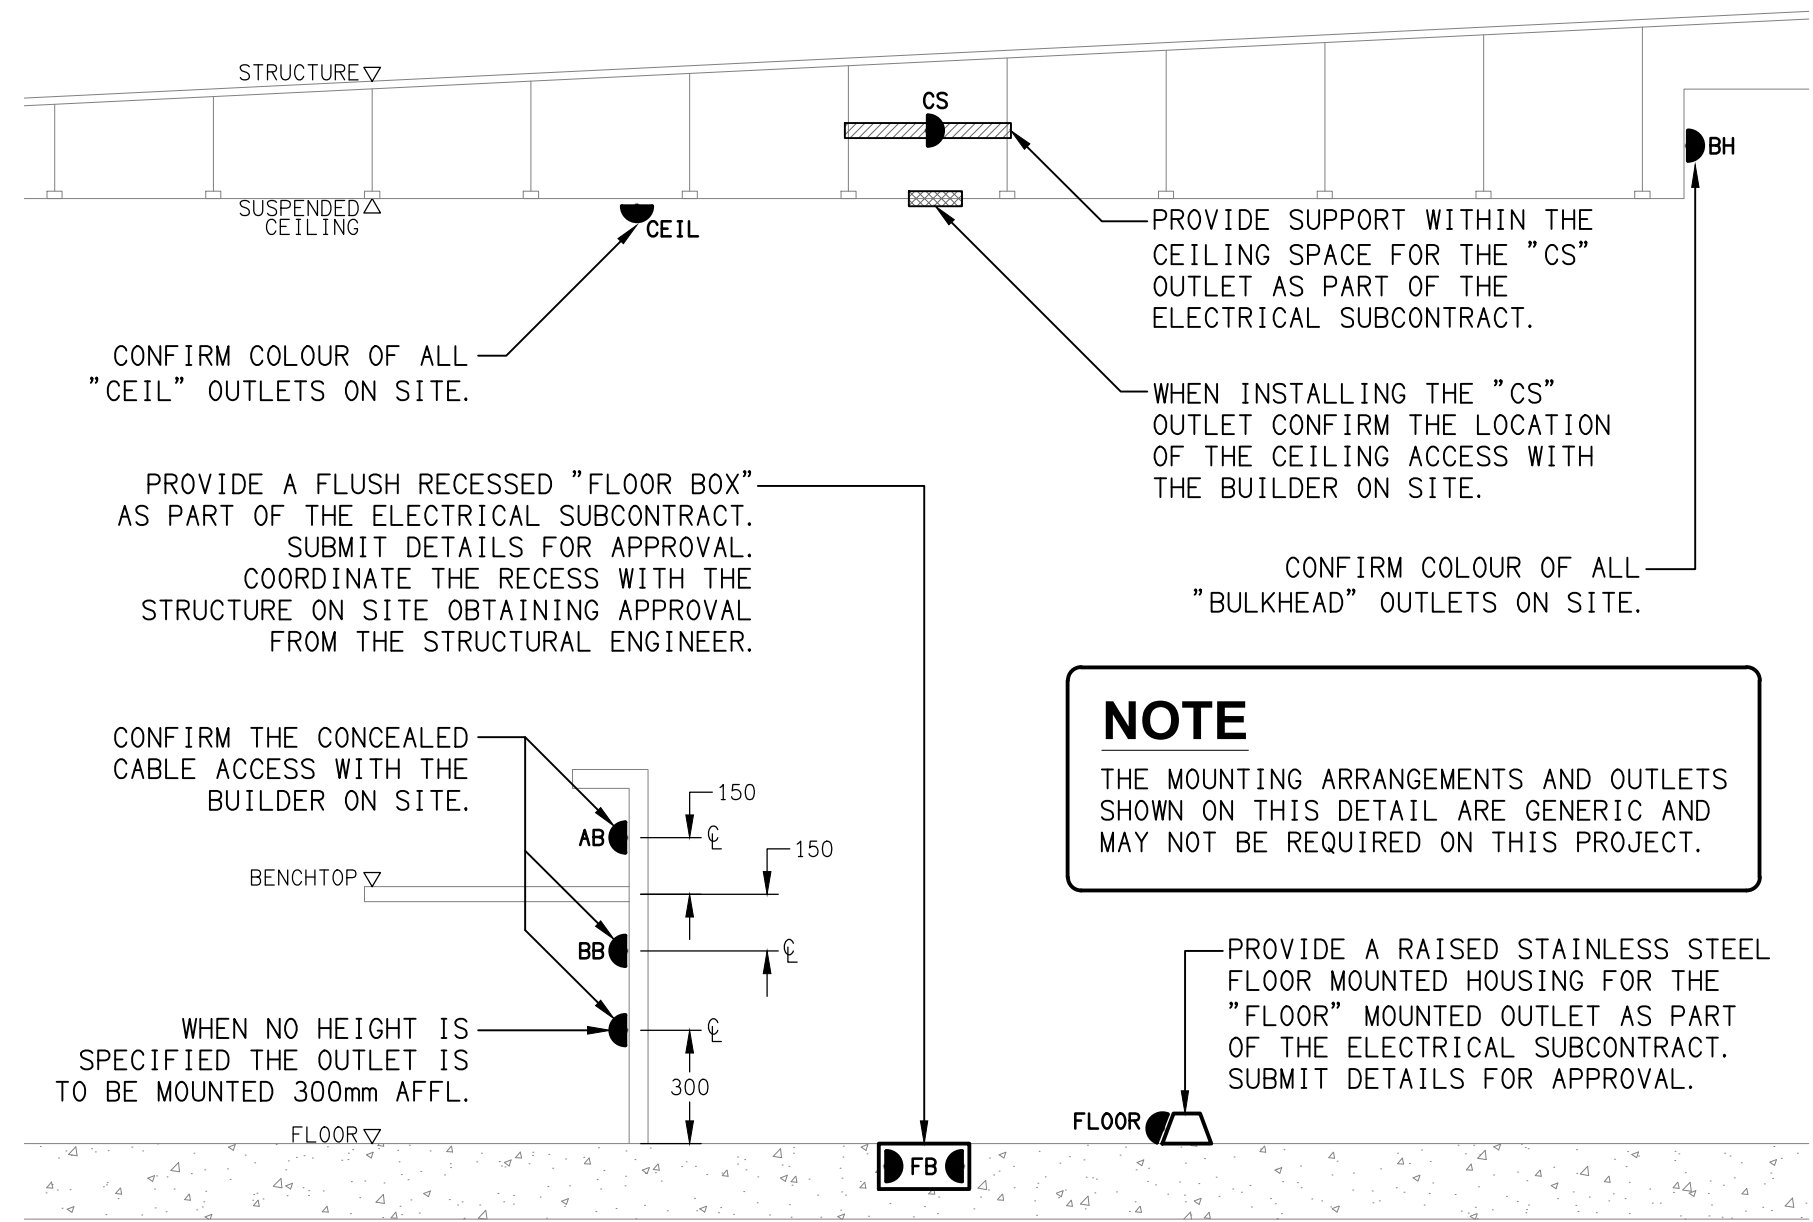 STRUCTURE
CS
BH
SUSPENDED
CEILING
CEIL
PROVIDE SUPPORT WITHIN THE
CEILING SPACE FOR THE "CS"
OUTLET AS PART OF THE
ELECTRICAL SUBCONTRACT.
CONFIRM COLOUR OF ALL
"CEIL" OUTLETS ON SITE.
WHEN INSTALLING THE "CS"
OUTLET CONFIRM THE LOCATION
OF THE CEILING ACCESS WITH
THE BUILDER ON SITE.
PROVIDE A FLUSH RECESSED "FLOOR BOX"
AS PART OF THE ELECTRICAL SUBCONTRACT.
SUBMIT DETAILS FOR APPROVAL.
COORDINATE THE RECESS WITH THE
STRUCTURE ON SITE OBTAINING APPROVAL
FROM THE STRUCTURAL ENGINEER.
CONFIRM COLOUR OF ALL
"BULKHEAD" OUTLETS ON SITE.
NOTE
THE MOUNTING ARRANGEMENTS AND OUTLETS
SHOWN ON THIS DETAIL ARE GENERIC AND
MAY NOT BE REQUIRED ON THIS PROJECT.
CONFIRM THE CONCEALED
CABLE ACCESS WITH THE
BUILDER ON SITE.
150
AB
℄
150
BENCHTOP
BB
℄
WHEN NO HEIGHT IS
SPECIFIED THE OUTLET IS
TO BE MOUNTED 300mm AFFL.
℄
300
PROVIDE A RAISED STAINLESS STEEL
FLOOR MOUNTED HOUSING FOR THE
"FLOOR" MOUNTED OUTLET AS PART
OF THE ELECTRICAL SUBCONTRACT.
SUBMIT DETAILS FOR APPROVAL.
FLOOR
FLOOR
FB